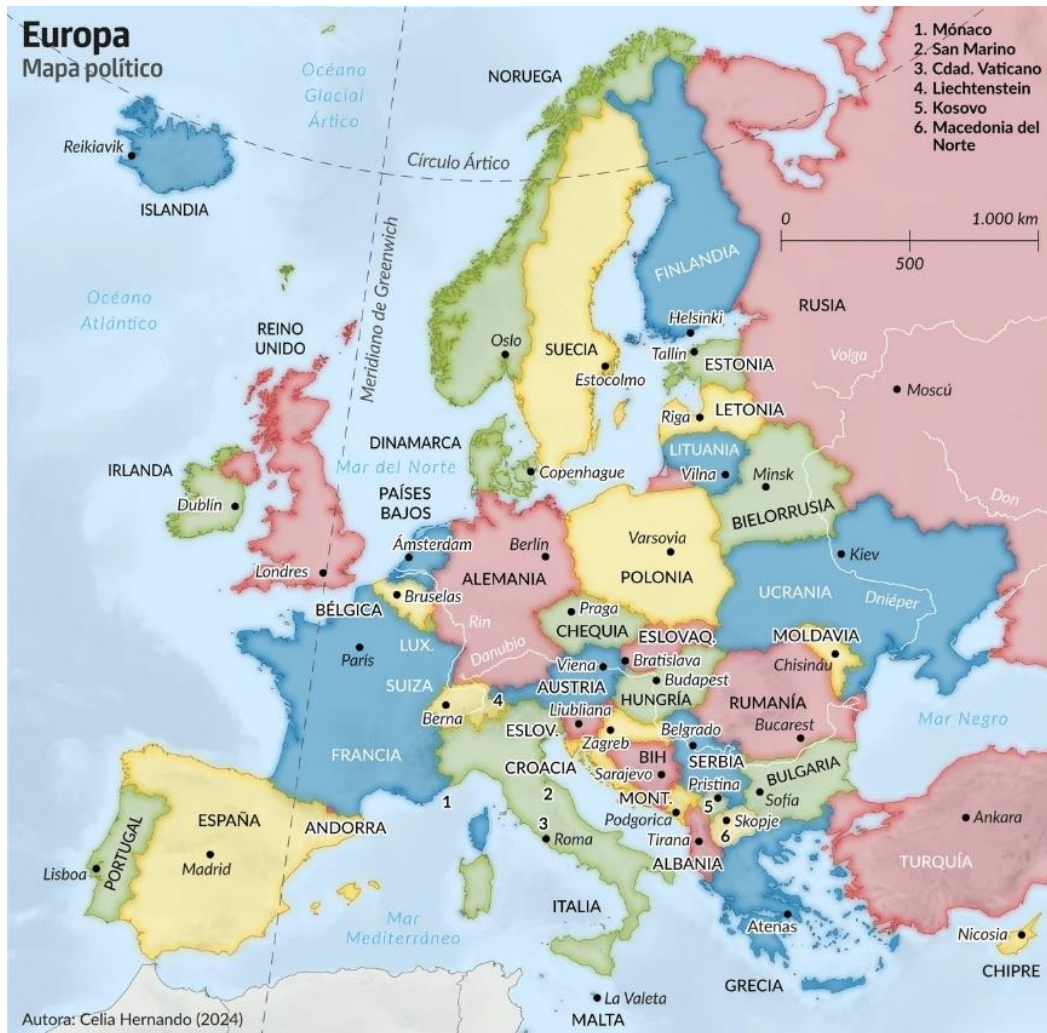 Europa
Mapa político
1. Mónaco
2. San Marino
3. Cdad. Vaticano
4. Liechtenstein
5. Kosovo
6. Macedonia del
Norte
Océano
Glacial
Ártico
NORUEGA
Reikiavik
ISLANDIA
Círculo Ártico
Meridiano de Greenwich
0
1.000 km
500
FINLANDIA
Océano
Atlántico
RUSIA
REINO
UNIDO
Helsinki
Oslo
SUECIA
Tallín
ESTONIA
Volga
Estocolmo
Moscú
Riga
LETONIA
DINAMARCA
Mar del Norte
Copenhague
LITUANIA
Vilna
Minsk
IRLANDA
Dublín
PAÍSES
BAJOS
Don
BIELORRUSIA
Ámsterdam
Berlín
Varsovia
Kiev
Londres
ALEMANIA
POLONIA
UCRANIA
Dniéper
BÉLGICA
Bruselas
Praga
CHEQUIA
Rin
LUX.
ESLOVAQ.
MOLDAVIA
París
Danubio
Viena
Bratislava
Chisináu
SUIZA
AUSTRIA
Budapest
HUNGRÍA
RUMANÍA
4
Berna
Liubliana
ESLOV.
Zagreb
Belgrado
Bucarest
Mar Negro
FRANCIA
CROACIA
BIH
SERBIA
Sarajevo
Pristina
BULGARIA
1
2
MONT.
5
Sofía
ESPAÑA
ANDORRA
3
Podgorica
Skopje
Ankara
PORTUGAL
Roma
Tirana
6
Lisboa
Madrid
ALBANIA
TURQUÍA
ITALIA
Mar
Mediterráneo
Atenas
Nicosia
GRECIA
CHIPRE
La Valeta
MALTA
Autora: Celia Hernando (2024)